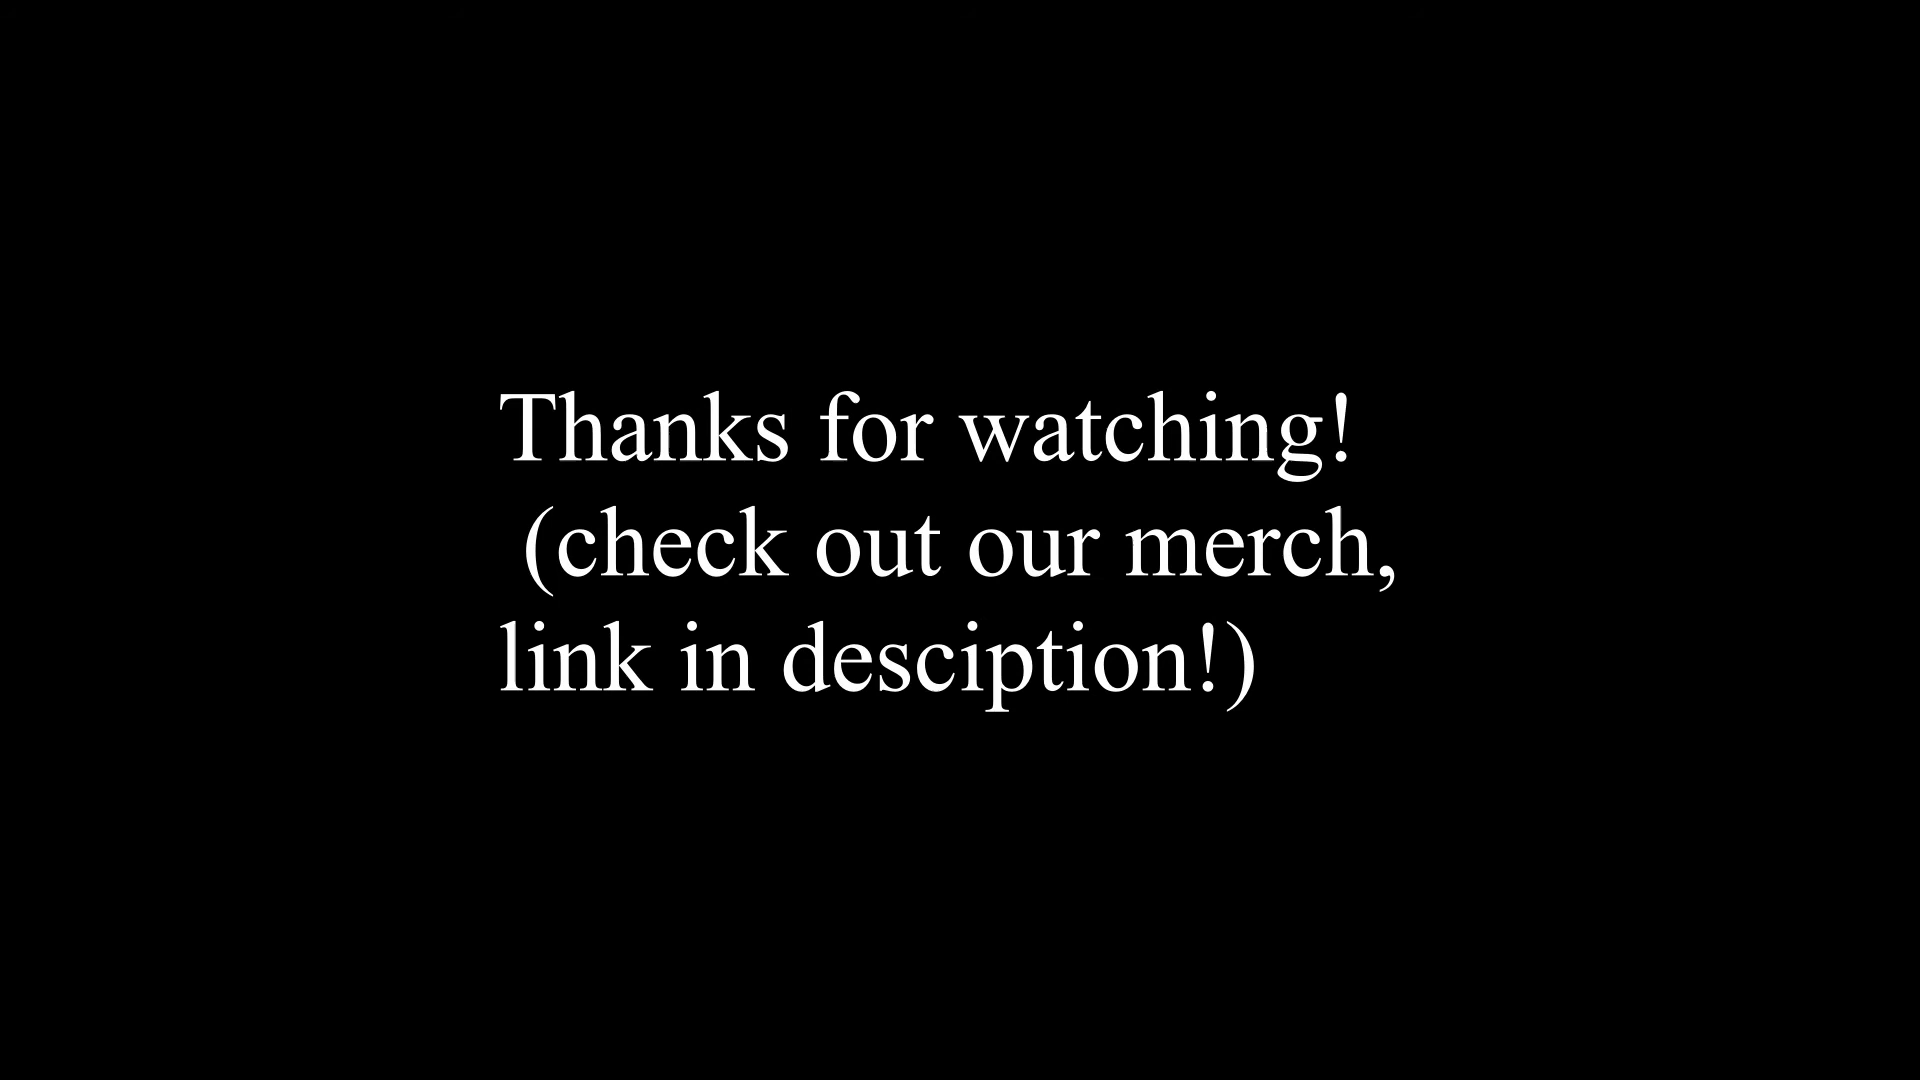 Thanks for watching!
(check out our merch,
link in desciption!)